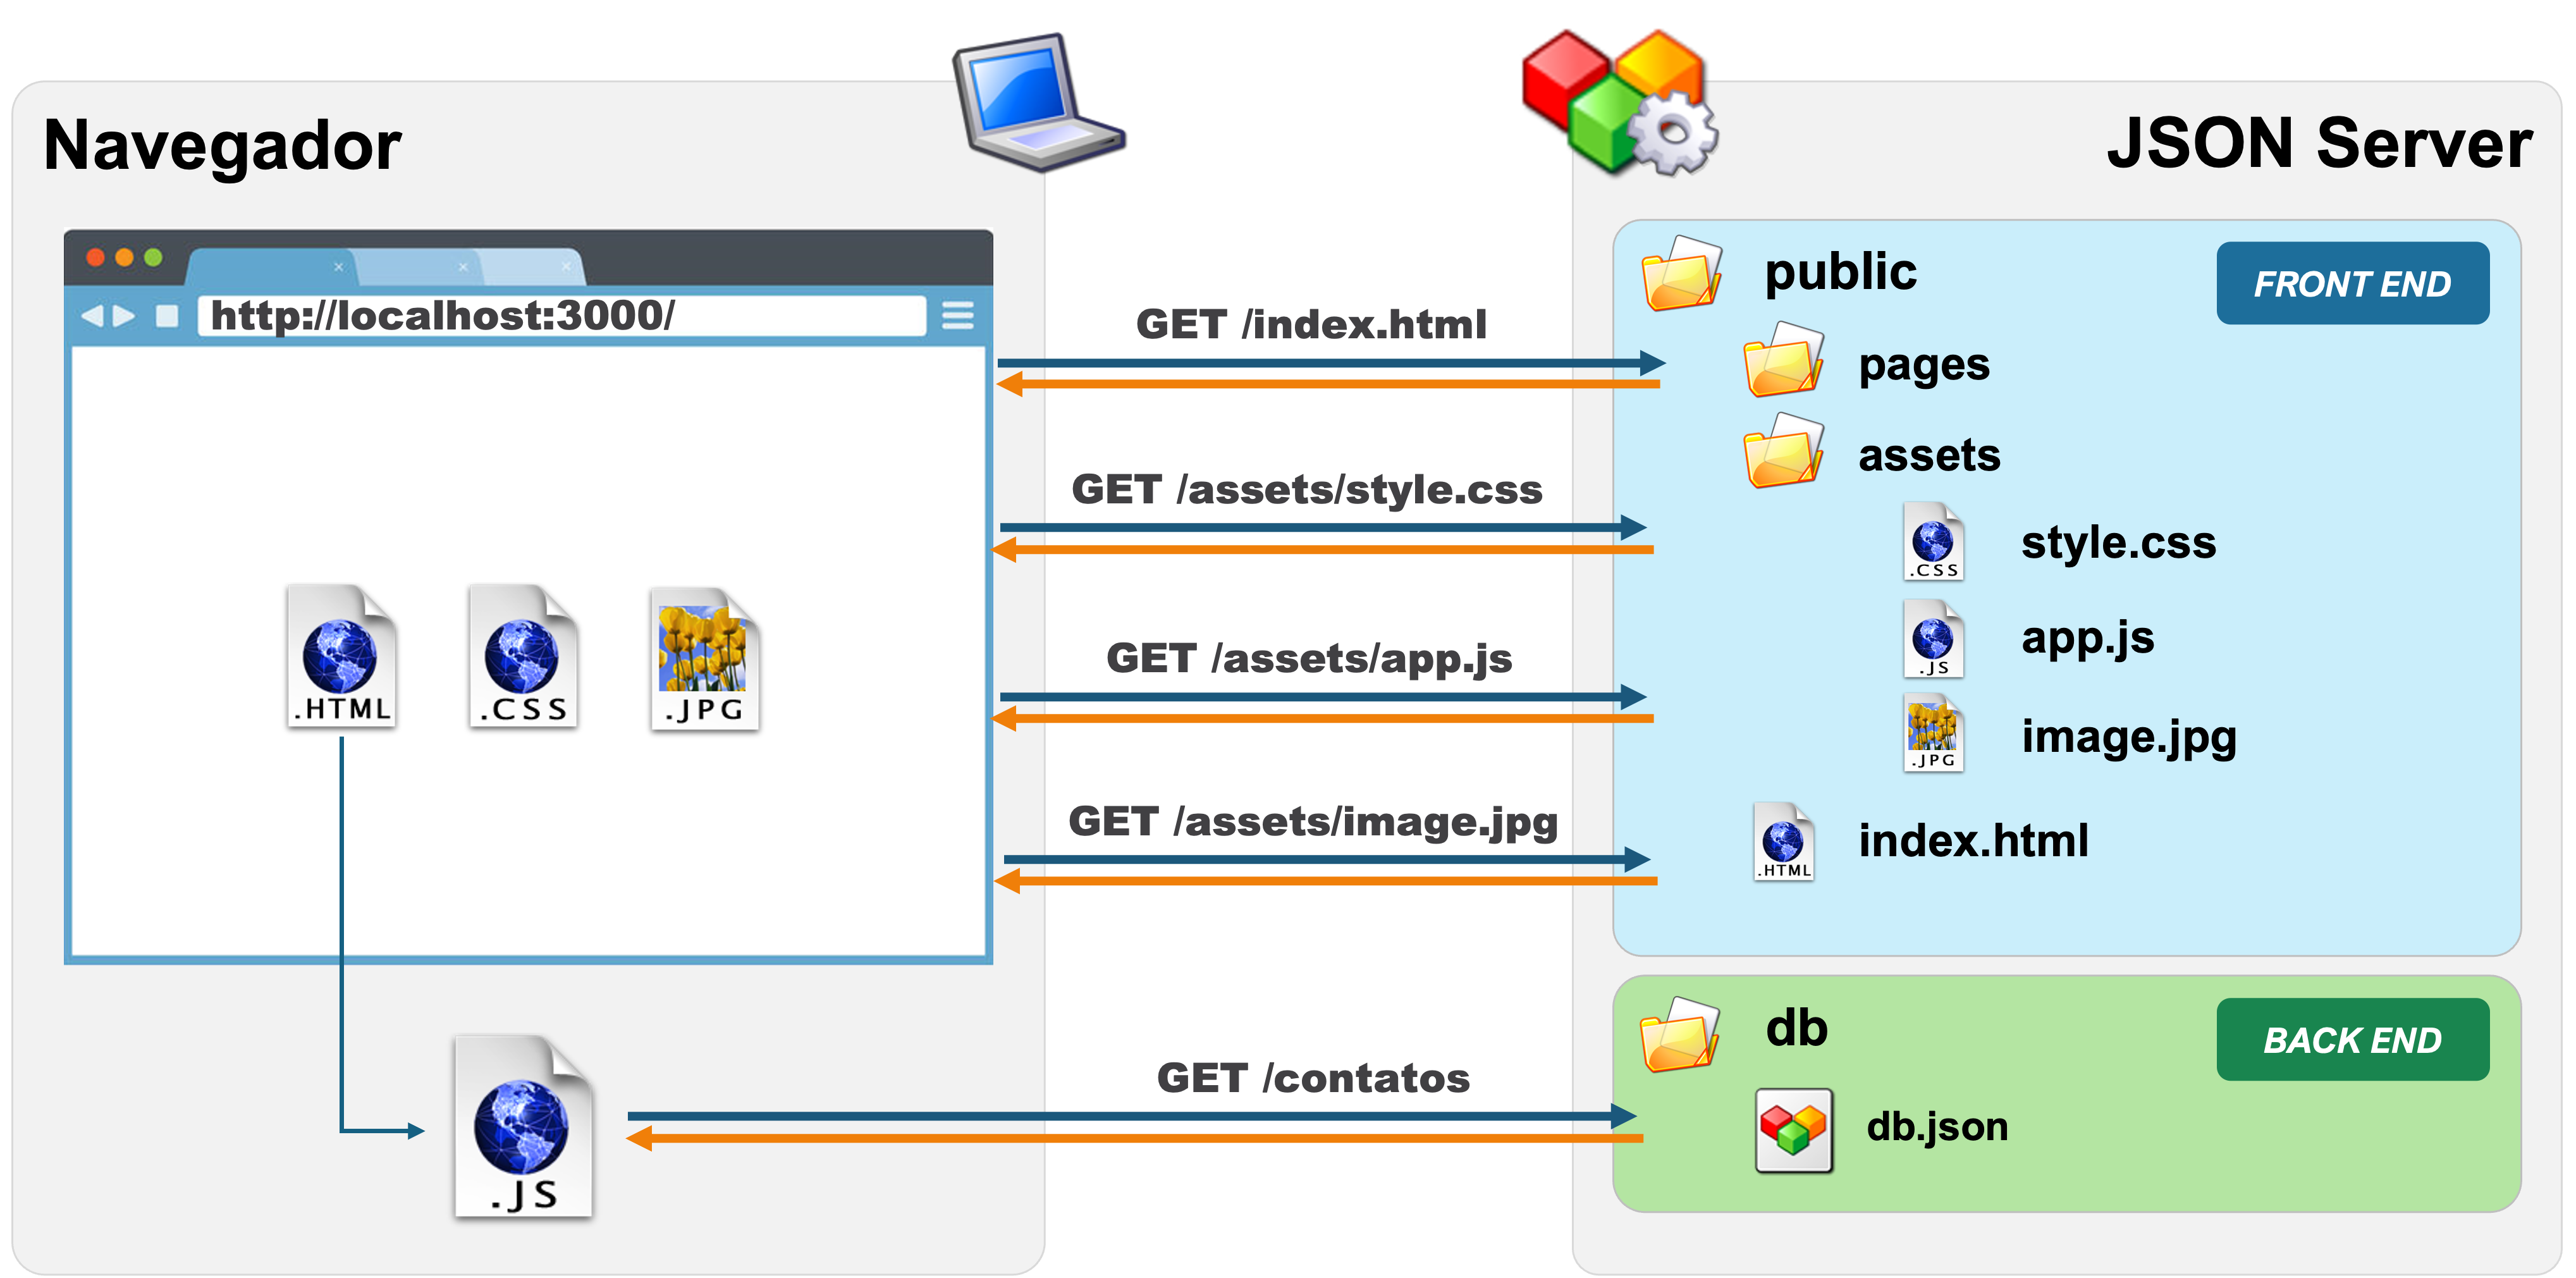 Navegador
http://localhost:3000/
.HTML
.CSS
.JPG
.JS
GET /index.html
GET /assets/style.css
GET /assets/app.js
GET /assets/image.jpg
GET /contatos
JSON Server
public
FRONT END
pages
assets
.CSS
style.css
.JS
app.js
.JPG
image.jpg
.HTML
index.html
db
BACK END
db.json